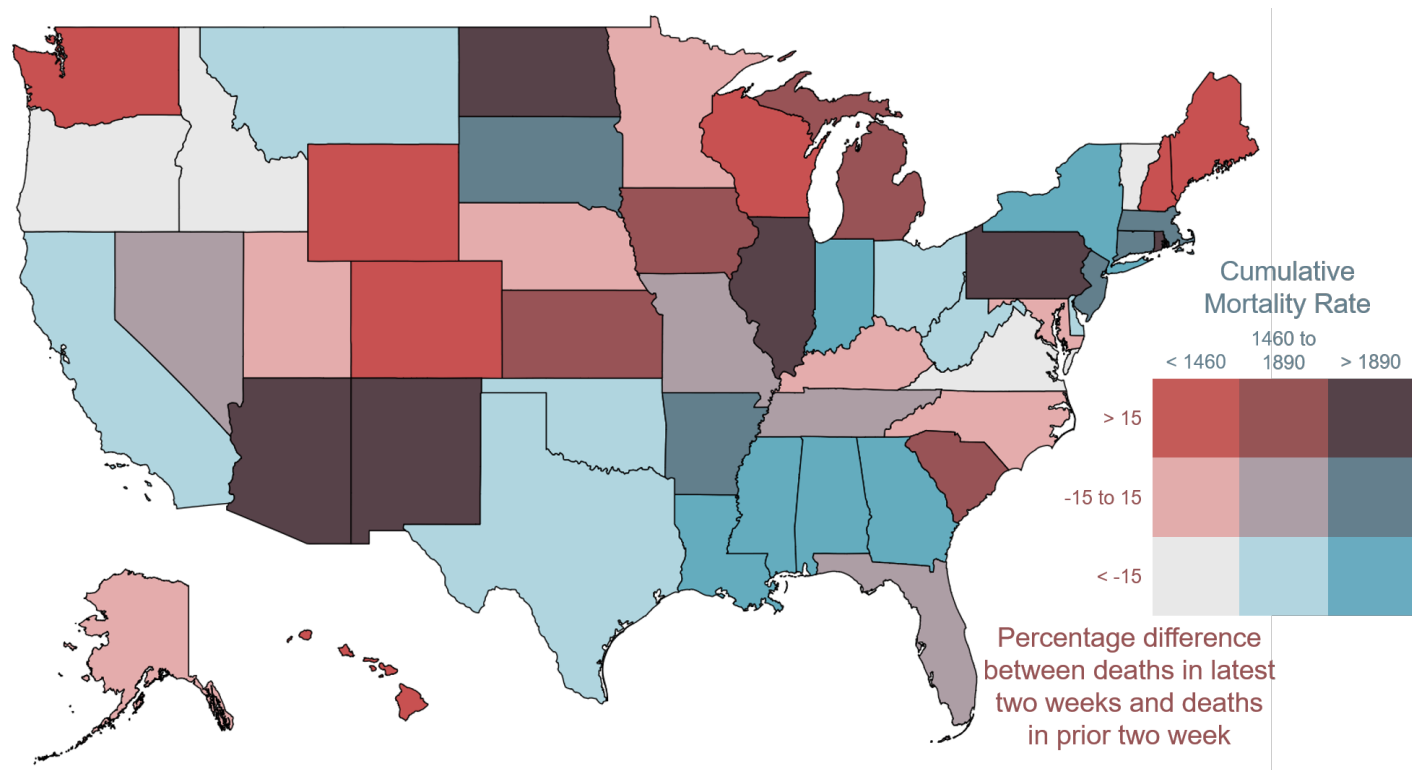 Cumulative
Mortality Rate
1460 to
< 1460 1890 > 1890
> 15
-15 to 15
< -15
Percentage difference
between deaths in latest
two weeks and deaths
in prior two week